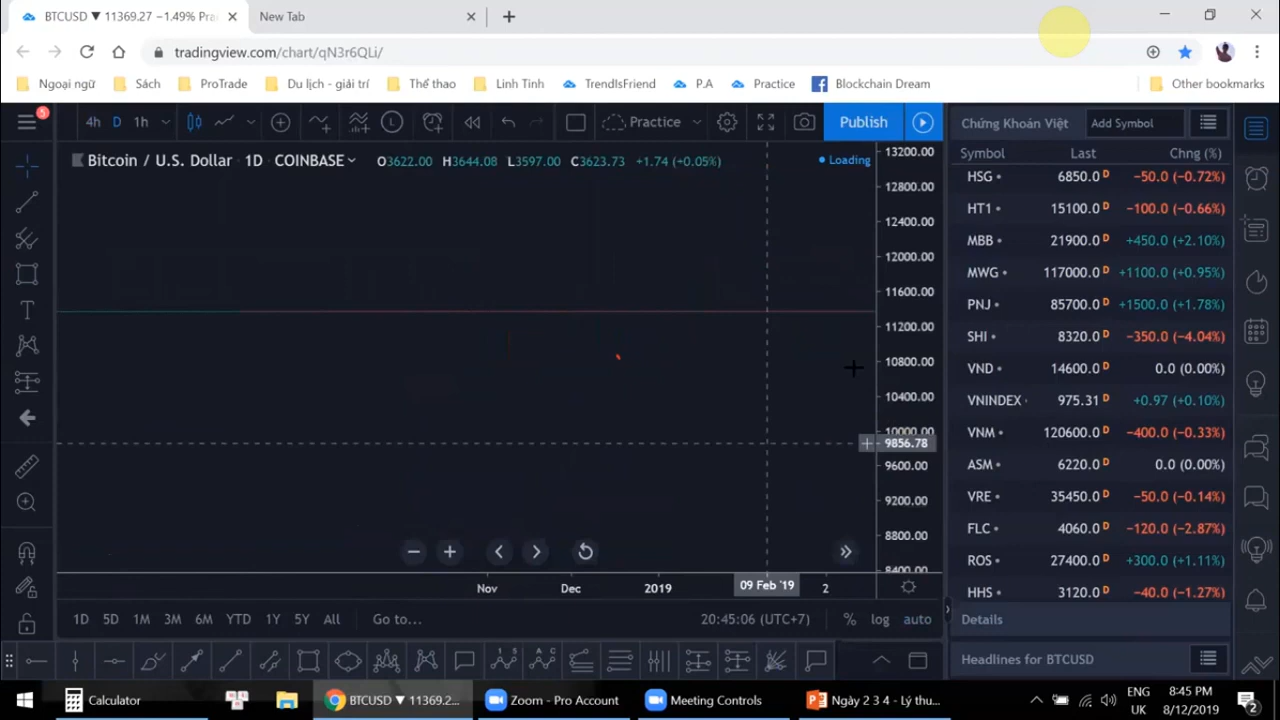 BTCUSD ▼ 11369.27 −1.49% Pra
New Tab
tradingview.com/chart/qN3r6QLi/
Ngoại ngữ
Sách
ProTrade
Du lịch - giải trí
Thể thao
Linh Tinh
TrendIsFriend
P.A
Practice
Blockchain Dream
Other bookmarks
5
4h D 1h
Practice
Publish
Chứng Khoán Việt
Add Symbol
Bitcoin / U.S. Dollar 1D COINBASE
O3622.00 H3644.08 L3597.00 C3623.73 +1.74 (+0.05%)
Loading
13200.00
12800.00
12400.00
12000.00
11600.00
11200.00
10800.00
10400.00
10000.00
9856.78
9600.00
9200.00
8800.00
8400.00
Symbol Last Chng (%)
HSG 6850.0 D −50.0 (−0.72%)
HT1 15100.0 D −100.0 (−0.66%)
MBB 21900.0 D +450.0 (+2.10%)
MWG 117000.0 D +1100.0 (+0.95%)
PNJ 85700.0 D +1500.0 (+1.78%)
SHI 8320.0 D −350.0 (−4.04%)
VND 14600.0 D 0.0 (0.00%)
VNINDEX 975.31 D +0.97 (+0.10%)
VNM 120600.0 D −400.0 (−0.33%)
ASM 6220.0 D 0.0 (0.00%)
VRE 35450.0 D −50.0 (−0.14%)
FLC 4060.0 D −120.0 (−2.87%)
ROS 27400.0 D +300.0 (+1.11%)
HHS 3120.0 D −40.0 (−1.27%)
Nov Dec 2019 09 Feb '19 2
1D 5D 1M 3M 6M YTD 1Y 5Y All Go to...
20:45:06 (UTC+7) % log auto
Details
Headlines for BTCUSD
Calculator
BTCUSD ▼ 11369.2...
Zoom - Pro Account
Meeting Controls
Ngày 2 3 4 - Lý thu...
ENG
UK
8:45 PM
8/12/2019
2